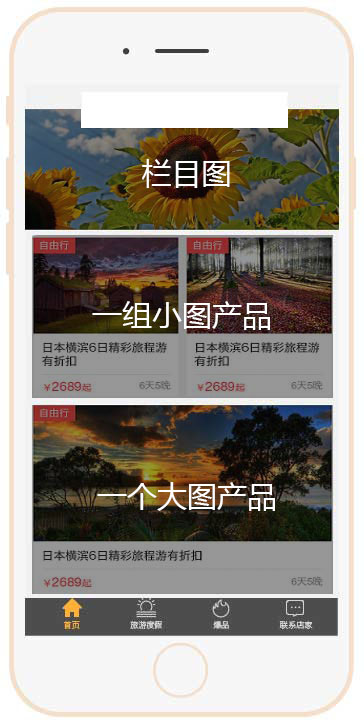 栏目图
自由行
自由行
一组小图产品
日本横滨6日精彩旅程游
有折扣
¥2689起
6天5晚
日本横滨6日精彩旅程游
有折扣
¥2689起
6天5晚
自由行
一个大图产品
日本横滨6日精彩旅程游有折扣
¥2689起
6天5晚
首页
旅游度假
爆品
联系店家